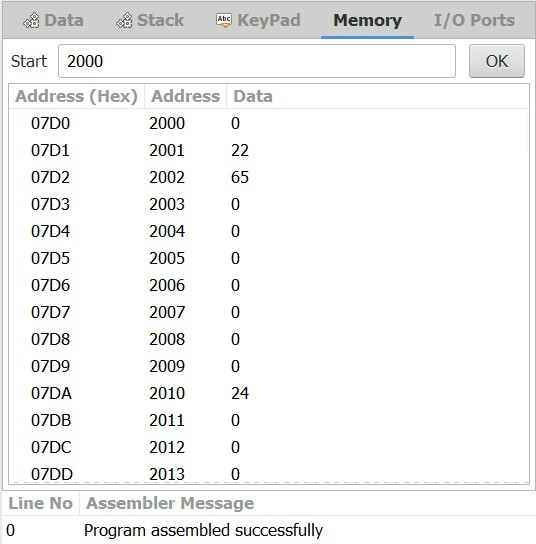 Data Stack Abc KeyPad Memory I/O Ports
Start 2000 OK
Address (Hex) Address Data
07D0 2000 0
07D1 2001 22
07D2 2002 65
07D3 2003 0
07D4 2004 0
07D5 2005 0
07D6 2006 0
07D7 2007 0
07D8 2008 0
07D9 2009 0
07DA 2010 24
07DB 2011 0
07DC 2012 0
07DD 2013 0
Line No Assembler Message
0 Program assembled successfully